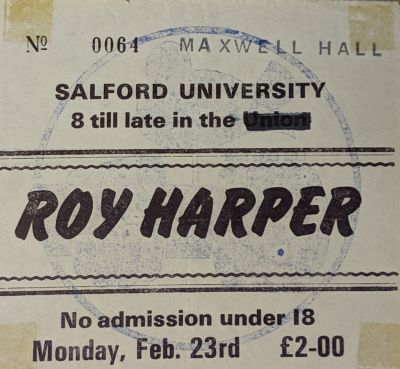 Nº 0064 MAXWELL HALL
SALFORD UNIVERSITY
8 till late in the Union
ROY HARPER
No admission under 18
Monday, Feb. 23rd £2-00